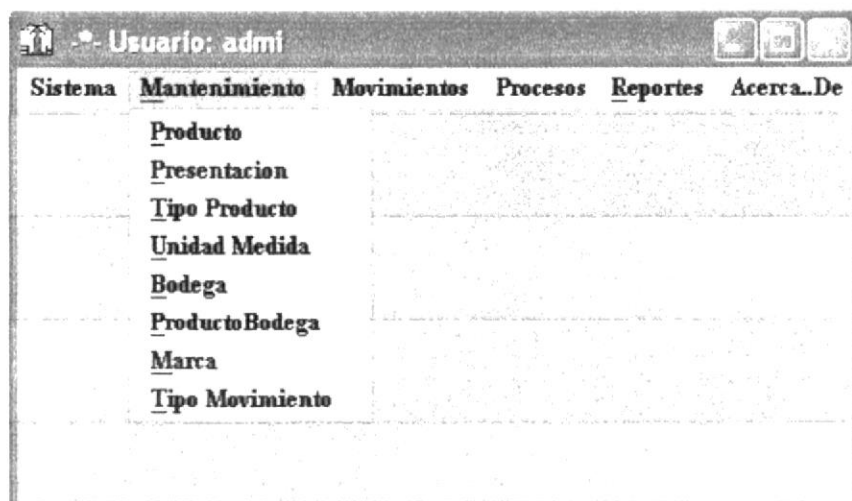 -*- Usuario: admi
Sistema Mantenimiento Movimientos Procesos Reportes Acerca..De
Producto
Presentacion
Tipo Producto
Unidad Medida
Bodega
ProductoBodega
Marca
Tipo Movimiento